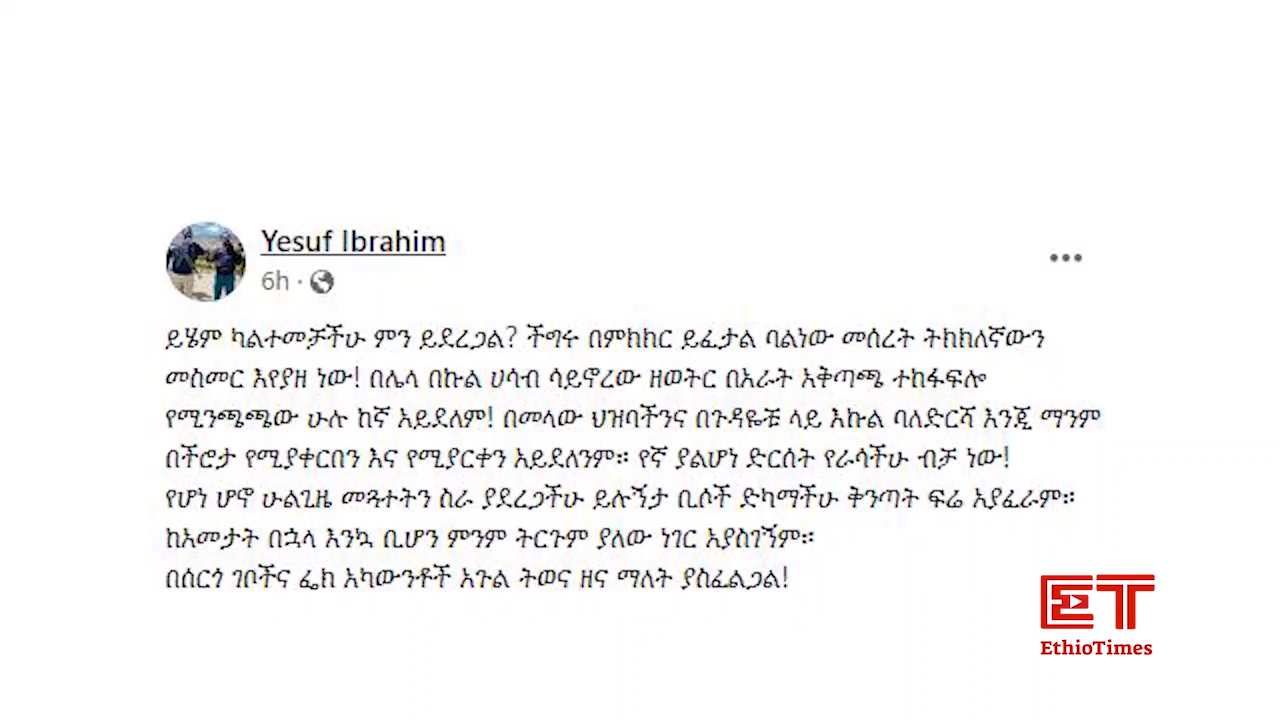 Yesuf Ibrahim
6h ·
ይሄም ካልተመቻችሁ ምን ይደረጋል? ችግሩ በምክክር ይፈታል ባልነው መሰረት ትክክለኛውን
መስመር እየያዘ ነው! በሌላ በኩል ሀሳብ ሳይኖረው ዘወትር በአራት አቅጣጫ ተከፋፍሎ
የሚንጫጫው ሁሉ ከኛ አይደለም! በመላው ህዝባችንና በጉዳዬቹ ላይ እኩል ባለድርሻ እንጂ ማንም
በችሮታ የሚያቀርበን እና የሚያርቀን አይደለንም። የኛ ያልሆነ ድርሰት የራሳችሁ ብቻ ነው!
የሆነ ሆኖ ሁልጊዜ መጻተትን ስራ ያደረጋችሁ ይሉኝታ ቢሶች ድካማችሁ ቅንጣት ፍሬ አያፈራም።
ከአመታት በኋላ እንኳ ቢሆን ምንም ትርጉም ያለው ነገር አያስገኝም።
በሰርጎ ገቦችና ፌክ አካውንቶች አጉል ትወና ዘና ማለት ያስፈልጋል!
ET
EthioTimes